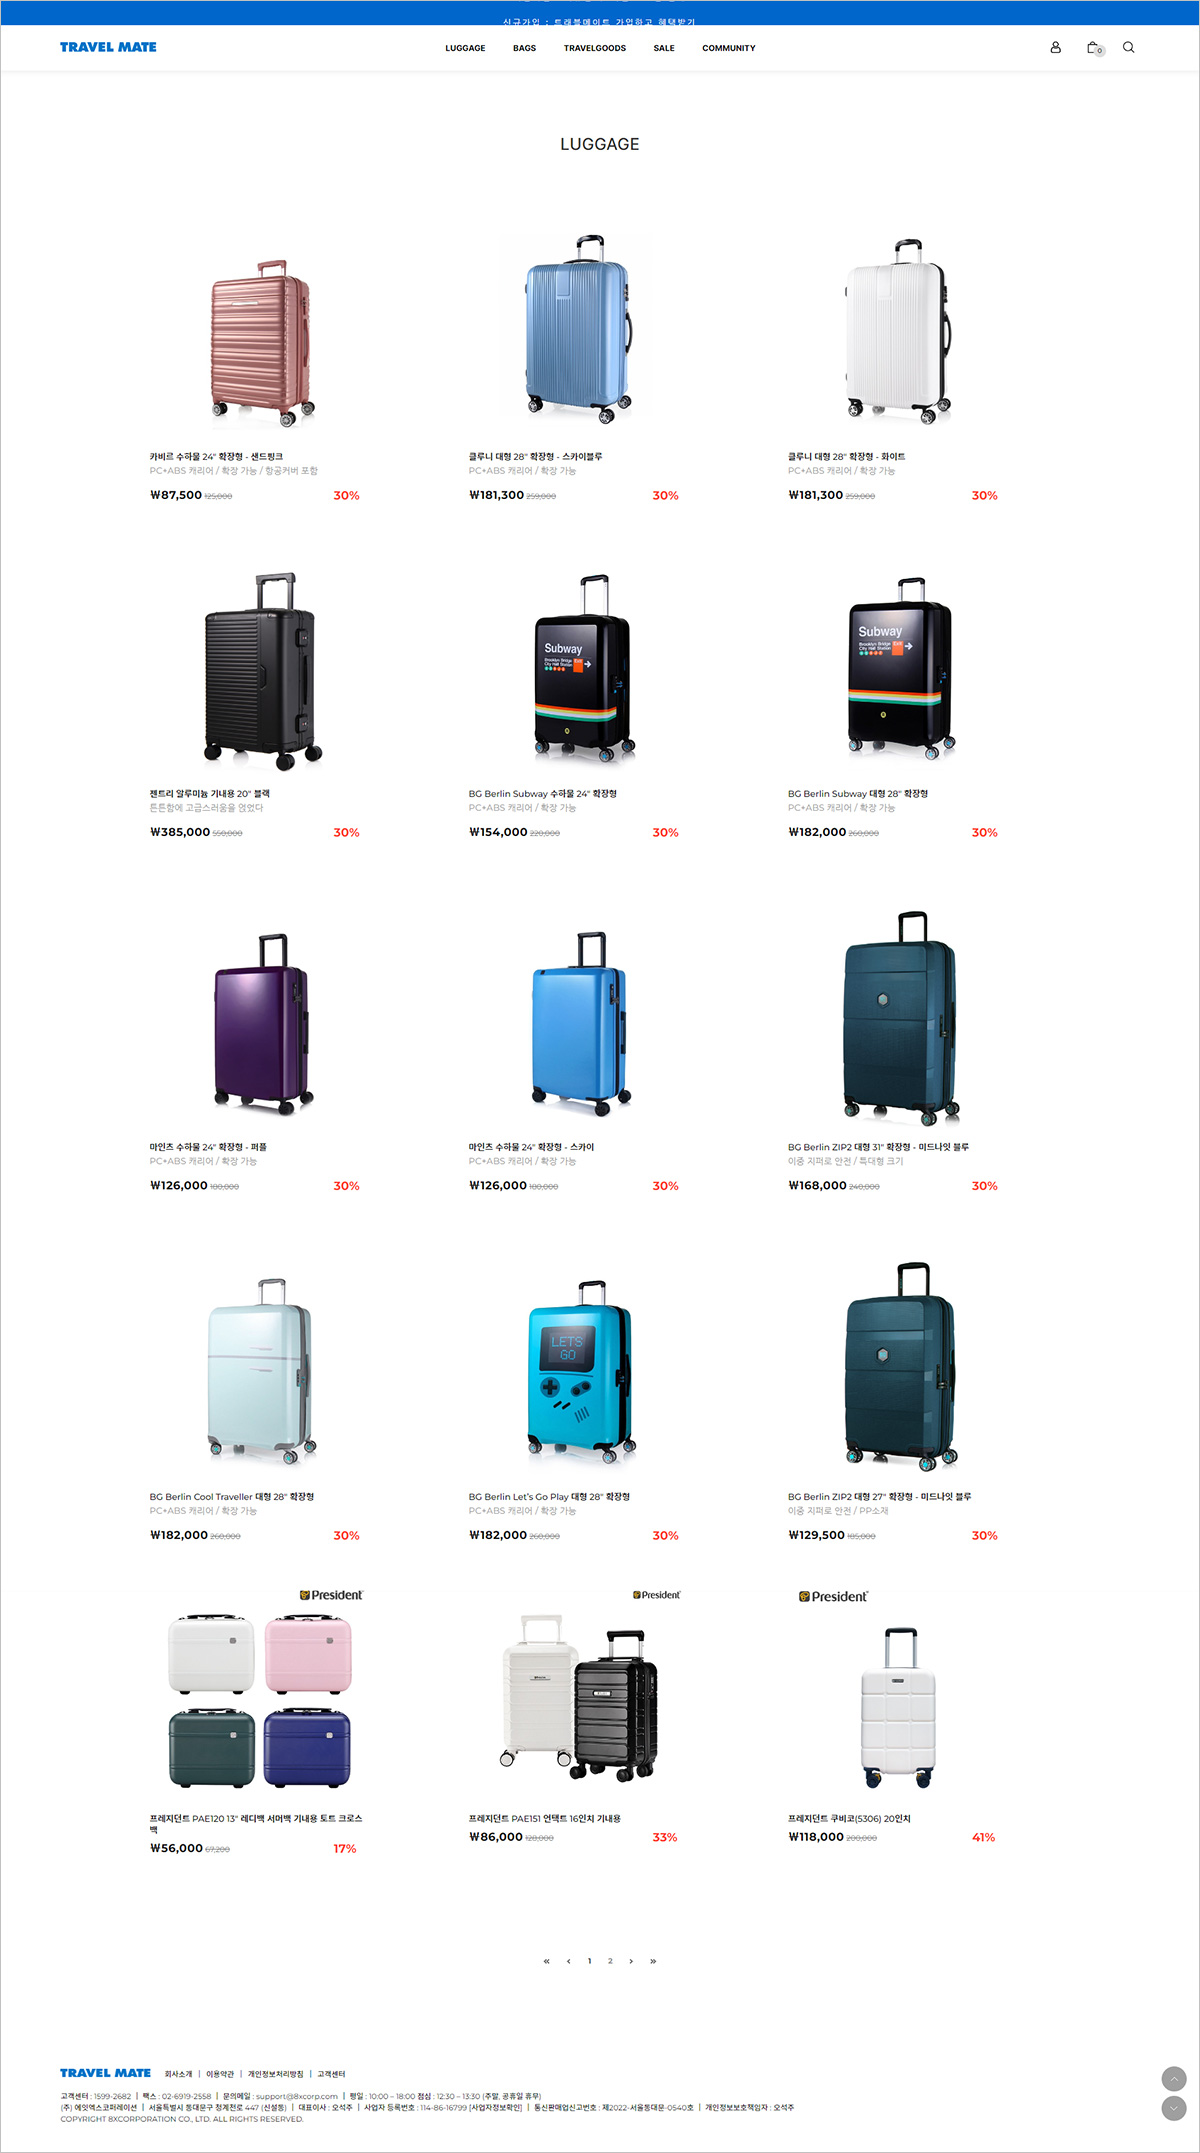 신규가입 : 트래블메이트 가입하고 혜택받기
TRAVEL MATE
LUGGAGE BAGS TRAVELGOODS SALE COMMUNITY
0
LUGGAGE
카비르 수하물 24" 확장형 - 샌드핑크
PC+ABS 캐리어 / 확장 가능 / 항공커버 포함
₩87,500 125,000 30%
클루니 대형 28" 확장형 - 스카이블루
PC+ABS 캐리어 / 확장 가능
₩181,300 259,000 30%
클루니 대형 28" 확장형 - 화이트
PC+ABS 캐리어 / 확장 가능
₩181,300 259,000 30%
Subway
Brooklyn Bridge
City Hall Station
Exit
Subway
Brooklyn Bridge
City Hall Station
Exit
젠트리 알루미늄 기내용 20" 블랙
튼튼함에 고급스러움을 얹었다
₩385,000 550,000 30%
BG Berlin Subway 수하물 24" 확장형
PC+ABS 캐리어 / 확장 가능
₩154,000 220,000 30%
BG Berlin Subway 대형 28" 확장형
PC+ABS 캐리어 / 확장 가능
₩182,000 260,000 30%
마인츠 수하물 24" 확장형 - 퍼플
PC+ABS 캐리어 / 확장 가능
₩126,000 180,000 30%
마인츠 수하물 24" 확장형 - 스카이
PC+ABS 캐리어 / 확장 가능
₩126,000 180,000 30%
BG Berlin ZIP2 대형 31" 확장형 - 미드나잇 블루
이중 지퍼로 안전 / 특대형 크기
₩168,000 240,000 30%
LETS
GO
BG Berlin Cool Traveller 대형 28" 확장형
PC+ABS 캐리어 / 확장 가능
₩182,000 260,000 30%
BG Berlin Let's Go Play 대형 28" 확장형
PC+ABS 캐리어 / 확장 가능
₩182,000 260,000 30%
BG Berlin ZIP2 대형 27" 확장형 - 미드나잇 블루
이중 지퍼로 안전 / PP소재
₩129,500 185,000 30%
President
President
President
프레지던트 PAE120 13" 레디백 서머백 기내용 토트 크로스
백
₩56,000 67,200 17%
프레지던트 PAE151 언택트 16인치 기내용
₩86,000 128,000 33%
프레지던트 쿠비코(5306) 20인치
₩118,000 200,000 41%
« ‹ 1 2 › »
TRAVEL MATE 회사소개 | 이용약관 | 개인정보처리방침 | 고객센터
고객센터 : 1599-2682 | 팩스 : 02-6919-2558 | 문의메일 : support@8xcorp.com | 평일 : 10:00 – 18:00 점심 : 12:30 – 13:30 (주말, 공휴일 휴무)
(주) 에잇엑스코퍼레이션 | 서울특별시 동대문구 청계천로 447 (신설동) | 대표이사 : 오석주 | 사업자 등록번호 : 114-86-16799 [사업자정보확인] | 통신판매업신고번호 : 제2022-서울동대문-0540호 | 개인정보보호책임자 : 오석주
COPYRIGHT 8XCORPORATION CO., LTD. ALL RIGHTS RESERVED.